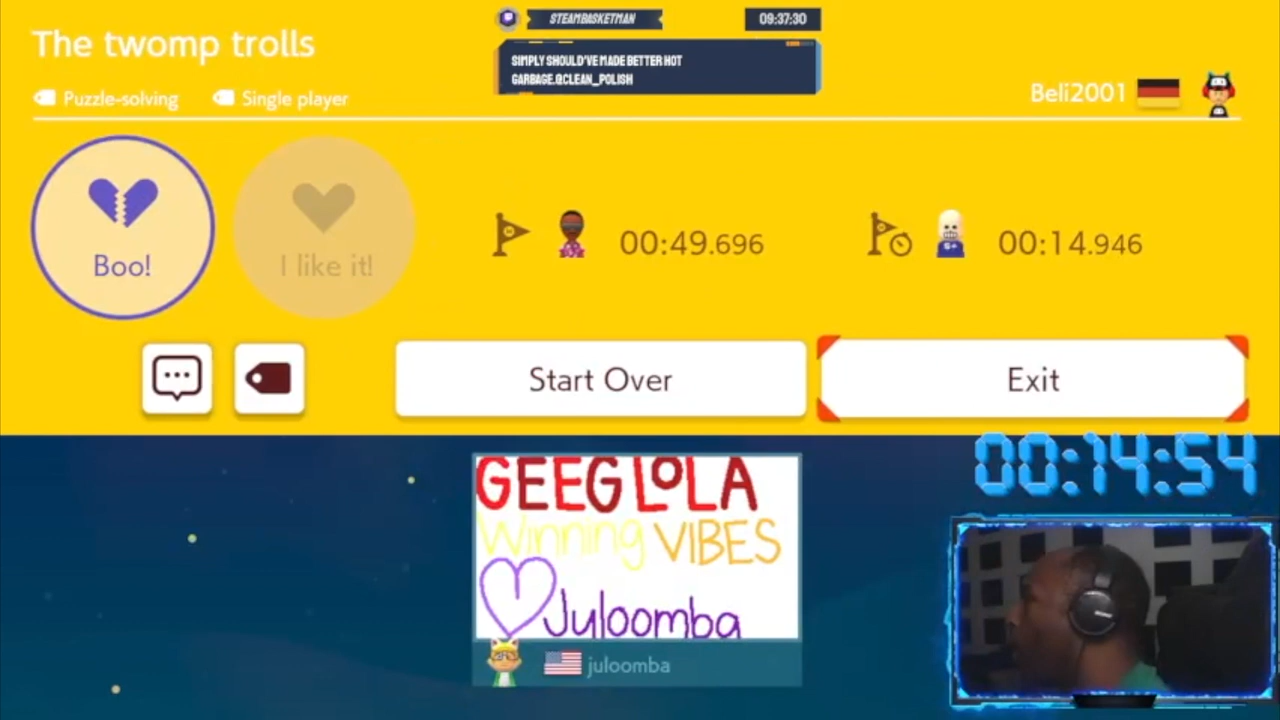 The twomp trolls
STEAMBASKETMAN
09:37:30
SIMPLY SHOULD'VE MADE BETTER HOT
GARBAGE.@CLEAN_POLISH
Puzzle-solving
Single player
Beli2001
Boo!
I like it!
00:49.696
00:14.946
Start Over
Exit
00:14:54
GEEGLOLA
Winning VIBES
Juloomba
juloomba